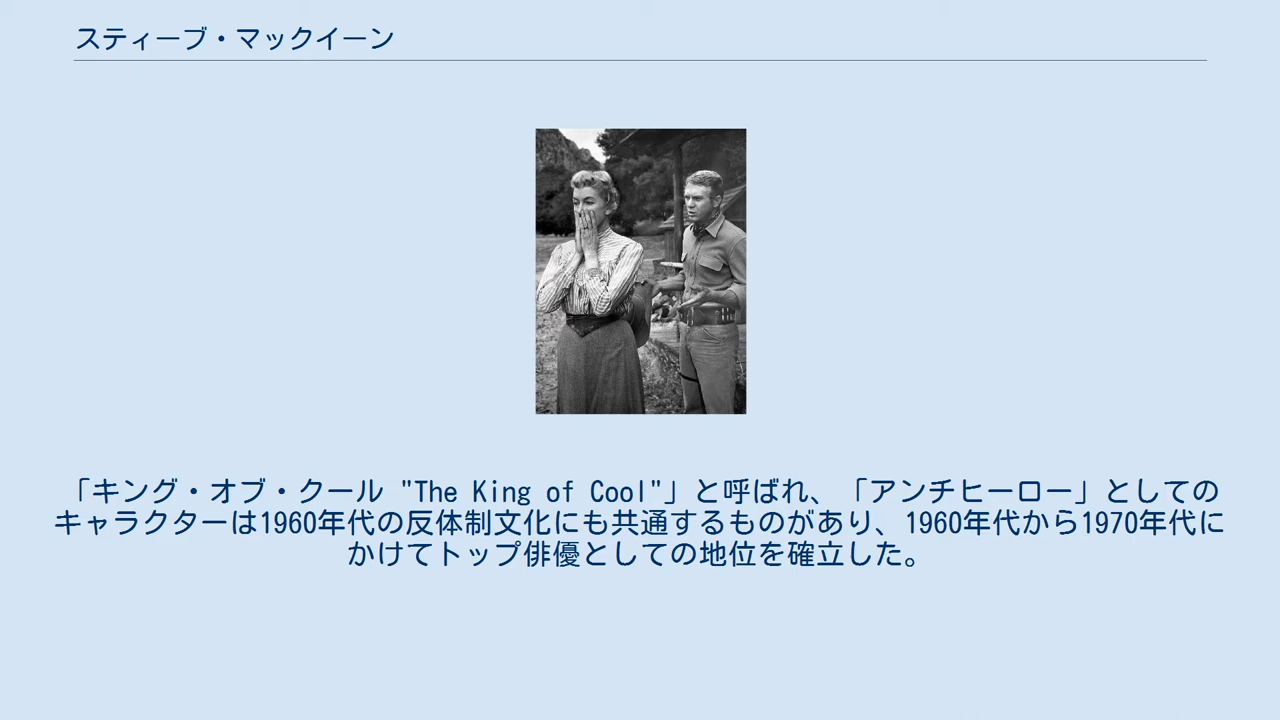 スティーブ・マックイーン
「キング・オブ・クール "The King of Cool"」と呼ばれ、「アンチヒーロー」としての
キャラクターは1960年代の反体制文化にも共通するものがあり、1960年代から1970年代に
かけてトップ俳優としての地位を確立した。